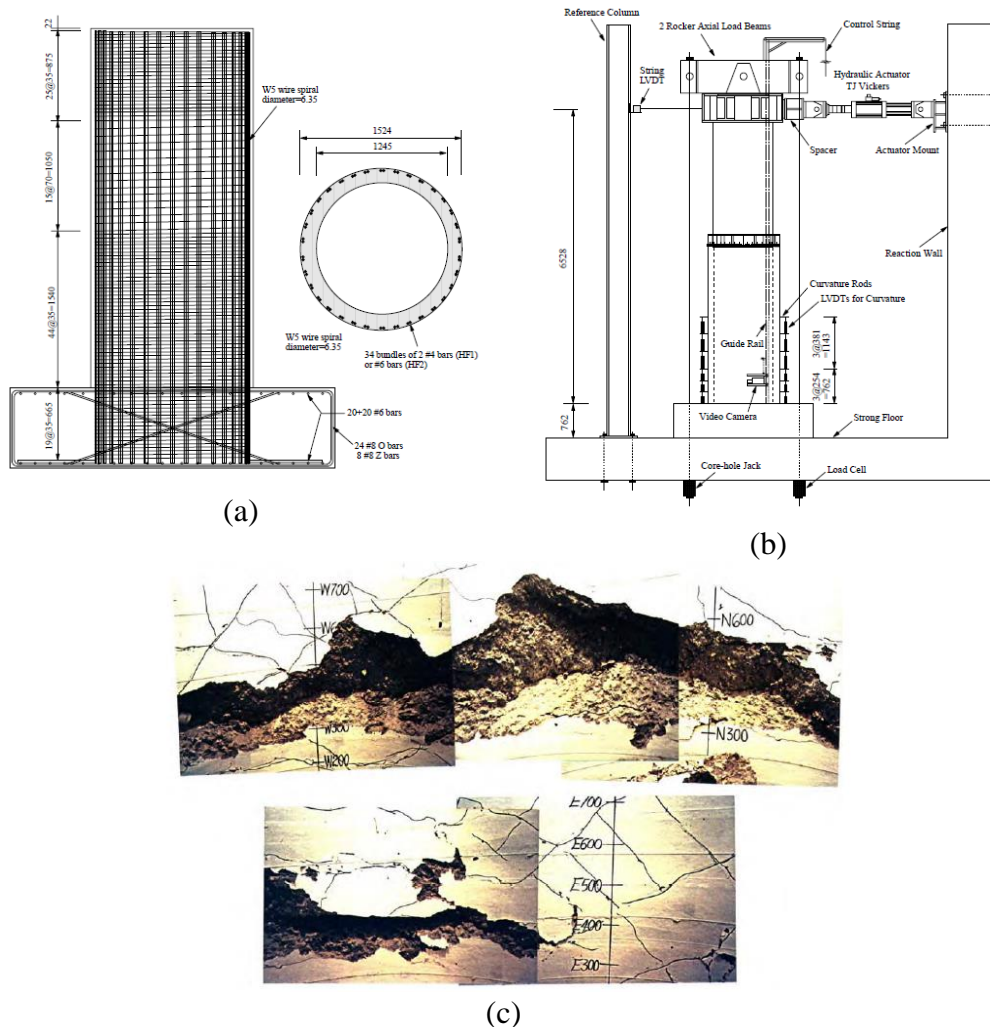 22
25@35=875
15@70=1050
44@35=1540
19@35=665
W5 wire spiral
diameter=6.35
1524
1245
W5 wire spiral
diameter=6.35
34 bundles of 2 #4 bars (HF1)
or #6 bars (HF2)
20+20 #6 bars
24 #8 O bars
8 #8 Z bars
(a)
Reference Column
2 Rocker Axial Load Beams
Control String
String
LVDT
Hydraulic Actuator
TJ Vickers
Spacer
Actuator Mount
6528
Reaction Wall
Curvature Rods
LVDTs for Curvature
Guide Rail
3@381
=1143
3@254
=762
Video Camera
762
Strong Floor
Core-hole Jack
Load Cell
(b)
W700
N600
W300
N300
W200
E700
E600
E500
E400
E300
(c)